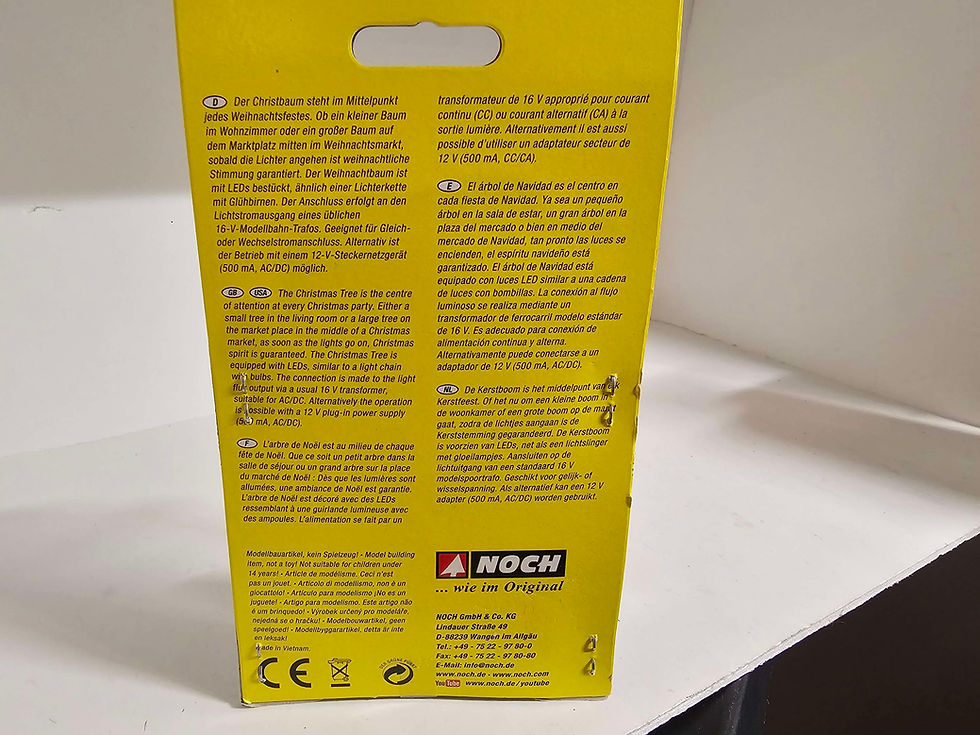 D Der Christbaum steht im Mittelpunkt
jedes Weihnachtsfestes. Ob ein kleiner Baum
im Wohnzimmer oder ein großer Baum auf
dem Marktplatz mitten im Weihnachtsmarkt,
sobald die Lichter angehen ist weihnachtliche
Stimmung garantiert. Der Weihnachtbaum ist
mit LEDs bestückt, ähnlich einer Lichterkette
mit Glühbirnen. Der Anschluss erfolgt an den
Lichtstromausgang eines üblichen
16-V-Modellbahn-Trafos. Geeignet für Gleich-
oder Wechselstromanschluss. Alternativ ist
der Betrieb mit einem 12-V-Steckernetzgerät
(500 mA, AC/DC) möglich.
GB USA The Christmas Tree is the centre
of attention at every Christmas party. Either a
small tree in the living room or a large tree on
the market place in the middle of a Christmas
market, as soon as the lights go on, Christmas
spirit is guaranteed. The Christmas Tree is
equipped with LEDs, similar to a light chain
with bulbs. The connection is made to the light
output via a usual 16 V transformer,
suitable for AC/DC. Alternatively the operation
is possible with a 12 V plug-in power supply
mA, AC/DC).
F L'arbre de Noël est au milieu de chaque
fête de Noël. Que ce soit un petit arbre dans la
salle de séjour ou un grand arbre sur la place
du marché de Noël : Dès que les lumières sont
allumées, une ambiance de Noël est garantie.
L'arbre de Noël est décoré avec des LEDs
ressemblant à une guirlande lumineuse avec
des ampoules. L'alimentation se fait par un
transformateur de 16 V approprié pour courant
continu (CC) ou courant alternatif (CA) à la
sortie lumière. Alternativement il est aussi
possible d'utiliser un adaptateur secteur de
12 V (500 mA, CC/CA).
E El árbol de Navidad es el centro en
cada fiesta de Navidad. Ya sea un pequeño
árbol en la sala de estar, un gran árbol en la
plaza del mercado o bien en medio del
mercado de Navidad, tan pronto las luces se
encienden, el espíritu navideño está
garantizado. El árbol de Navidad está
equipado con luces LED similar a una cadena
de luces con bombillas. La conexión al flujo
luminoso se realiza mediante un
transformador de ferrocarril modelo estándar
de 16 V. Es adecuado para conexión de
alimentación continua y alterna.
Alternativamente puede conectarse a un
adaptador de 12 V (500 mA, AC/DC).
NL De Kerstboom is het middelpunt van elk
Kerstfeest. Of het nu om een kleine boom in
de woonkamer of een grote boom op de markt
gaat, zodra de lichtjes aangaan is de
Kerststemming gegarandeerd. De Kerstboom
is voorzien van LEDs, net als een lichtslinger
met gloeilampjes. Aansluiten op de
lichtuitgang van een standaard 16 V
modelspoortrafo. Geschikt voor gelijk- of
wisselspanning. Als alternatief kan een 12 V
adapter (500 mA, AC/DC) worden gebruikt.
Modellbauartikel, kein Spielzeug! - Model building
item, not a toy! Not suitable for children under
14 years! - Article de modélisme. Ceci n'est
pas un jouet. - Articolo di modellismo, non è un
giocattolo! - Artículo para modelismo ¡No es un
juguete! - Artigo para modelismo. Este artigo não
é um brinquedo! - Výrobek určený pro modeláře,
nejedná se o hračku! - Modelbouwartikel, geen
speelgoed! - Modellbyggarartikel, detta är inte
en leksak!
Made in Vietnam.
CE
DER GRÜNE PUNKT
NOCH
... wie im Original
NOCH GmbH & Co. KG
Lindauer Straße 49
D-88239 Wangen im Allgäu
Tel.: +49 - 75 22 - 97 80-0
Fax: +49 - 75 22 - 97 80-80
E-Mail: info@noch.de
www.noch.de - www.noch.com
YouTube www.noch.de/youtube